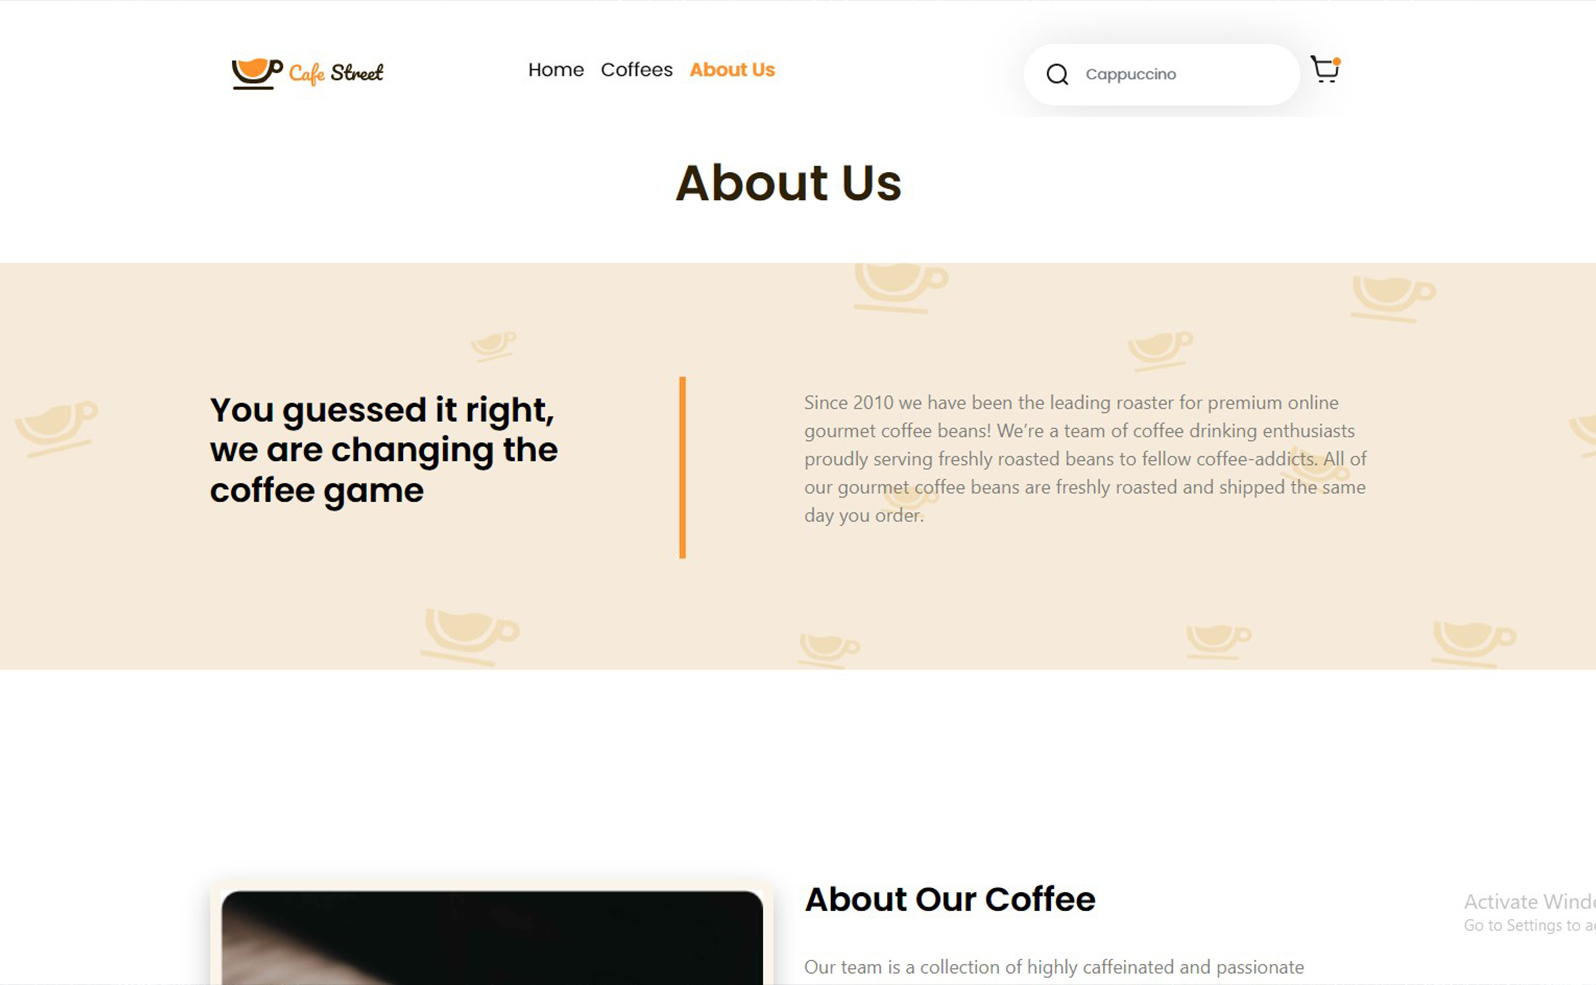 Cafe Street
Home Coffees About Us
Cappuccino
About Us
You guessed it right,
we are changing the
coffee game
Since 2010 we have been the leading roaster for premium online
gourmet coffee beans! We’re a team of coffee drinking enthusiasts
proudly serving freshly roasted beans to fellow coffee-addicts. All of
our gourmet coffee beans are freshly roasted and shipped the same
day you order.
About Our Coffee
Our team is a collection of highly caffeinated and passionate
Activate
Go to Settings to